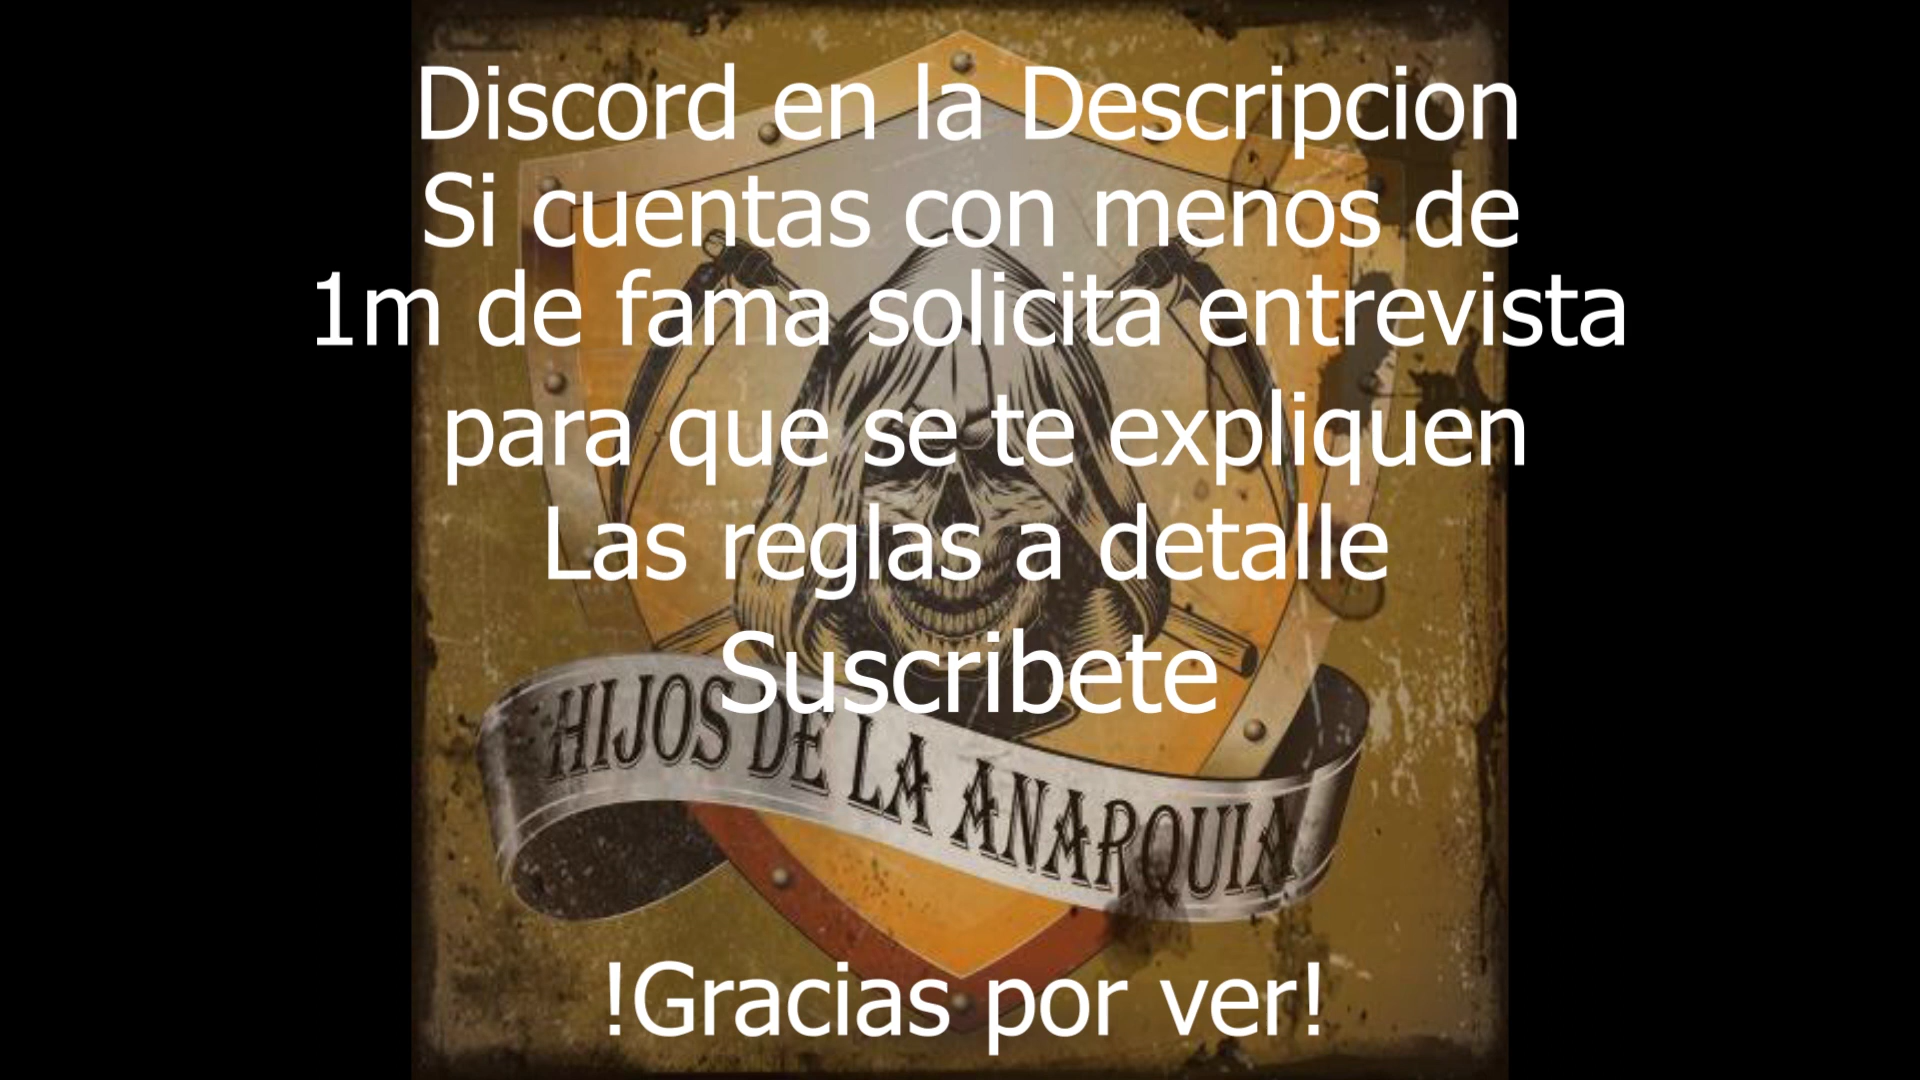 Discord en la Descripcion
Si cuentas con menos de
1m de fama solicita entrevista
para que se te expliquen
Las reglas a detalle
Suscribete
HIJOS DE LA ANARQUIA
!Gracias por ver!